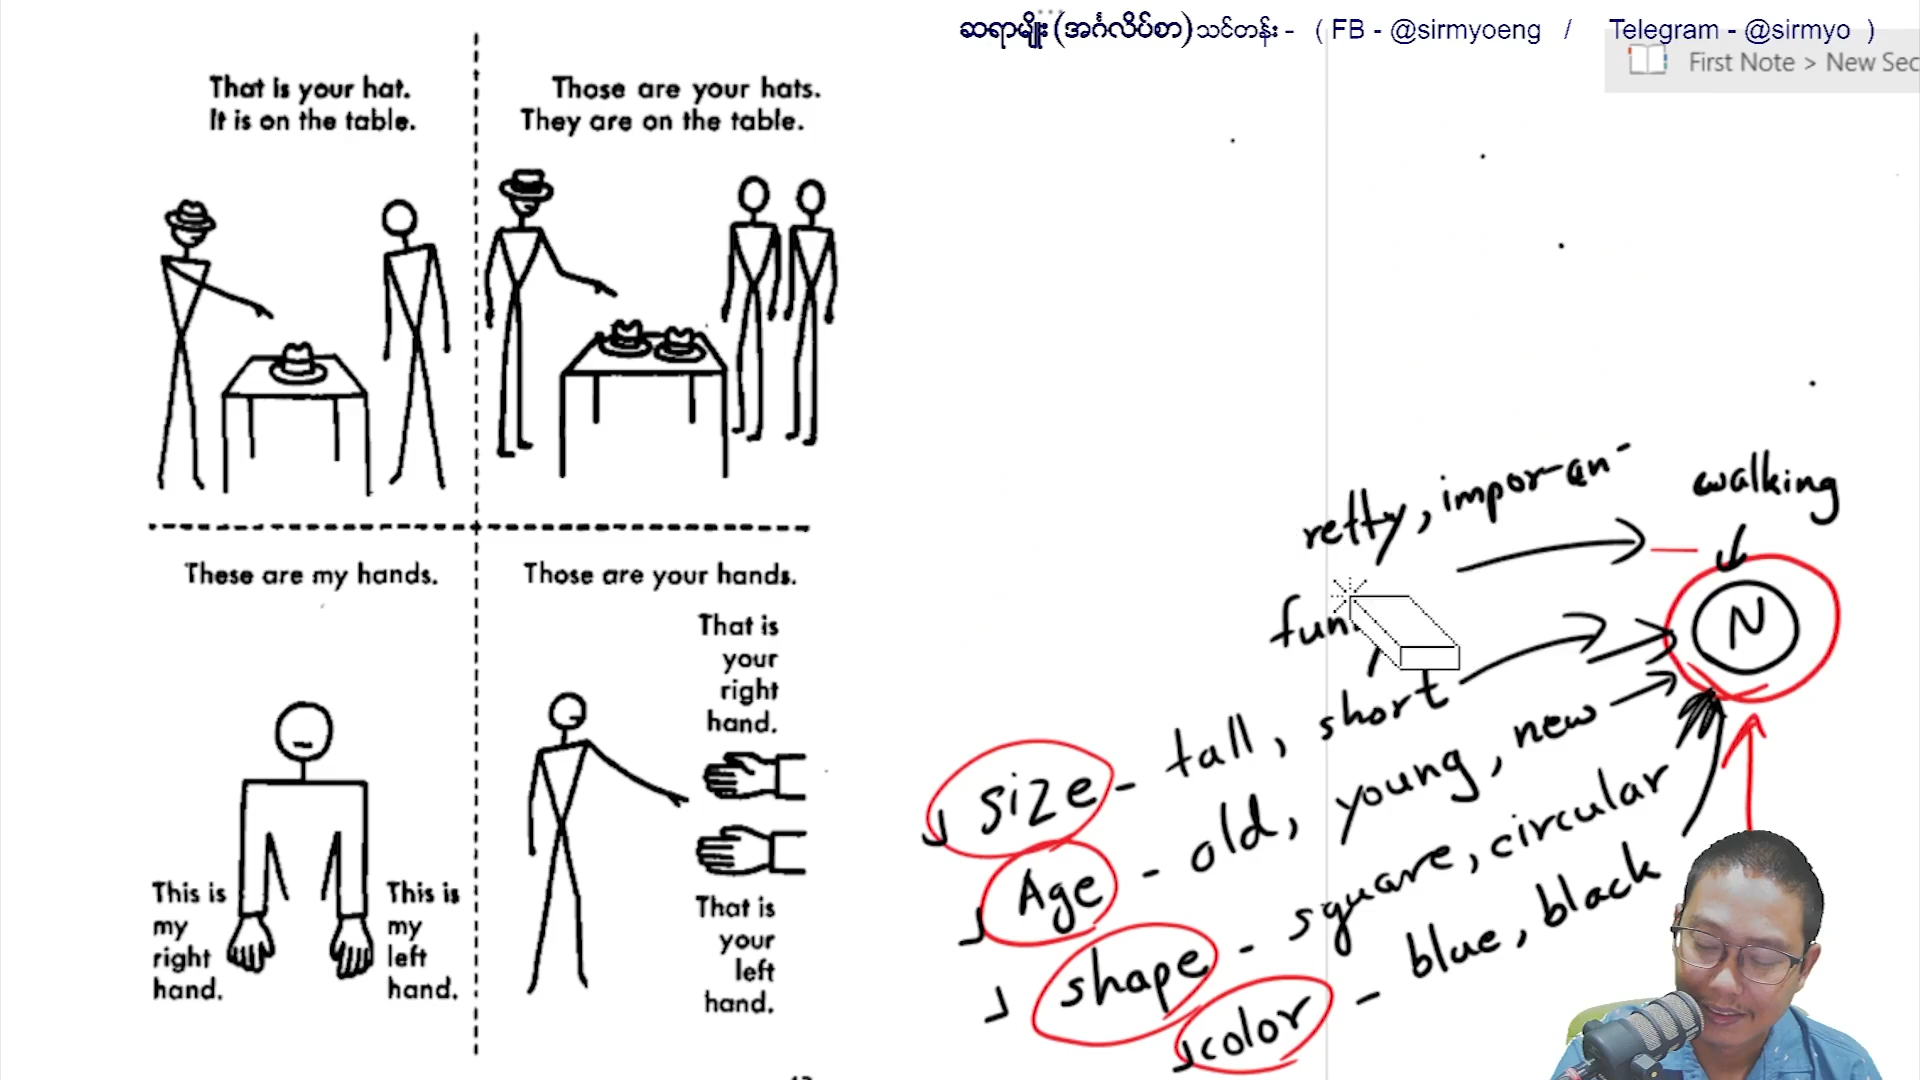 ဆရာမျိုး (အင်္ဂလိပ်စာ) သင်တန်း - ( FB - @sirmyoeng / Telegram - @sirmyo )
First Note > New Sec
That is your hat.
It is on the table.
Those are your hats.
They are on the table.
These are my hands.
This is
my
right
hand.
This is
my
left
hand.
Those are your hands.
That is
your
right
hand.
That is
your
left
hand.
retty, impor-an-
walking
N
fun
size - tall, short
Age - old, young, new
shape - square, circular
color - blue, black